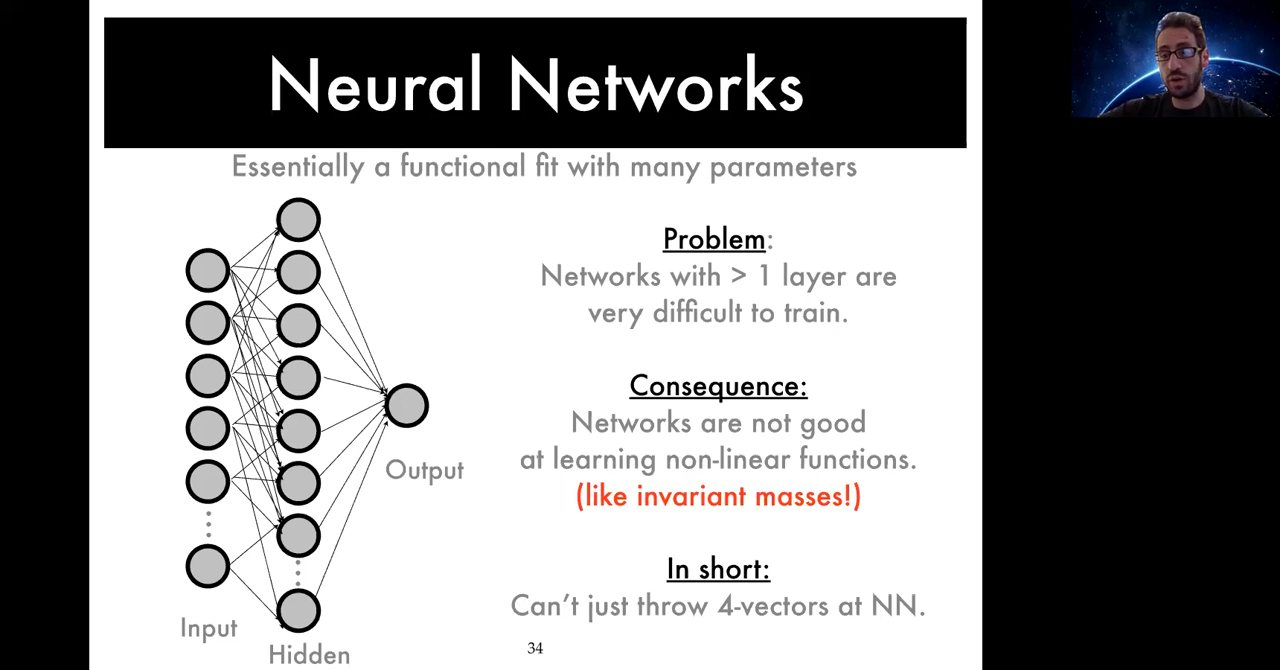 Neural Networks
Essentially a functional fit with many parameters
Problem:
Networks with > 1 layer are
very difficult to train.
Consequence:
Networks are not good
at learning non-linear functions.
(like invariant masses!)
In short:
Can't just throw 4-vectors at NN.
Output
Input
Hidden
34